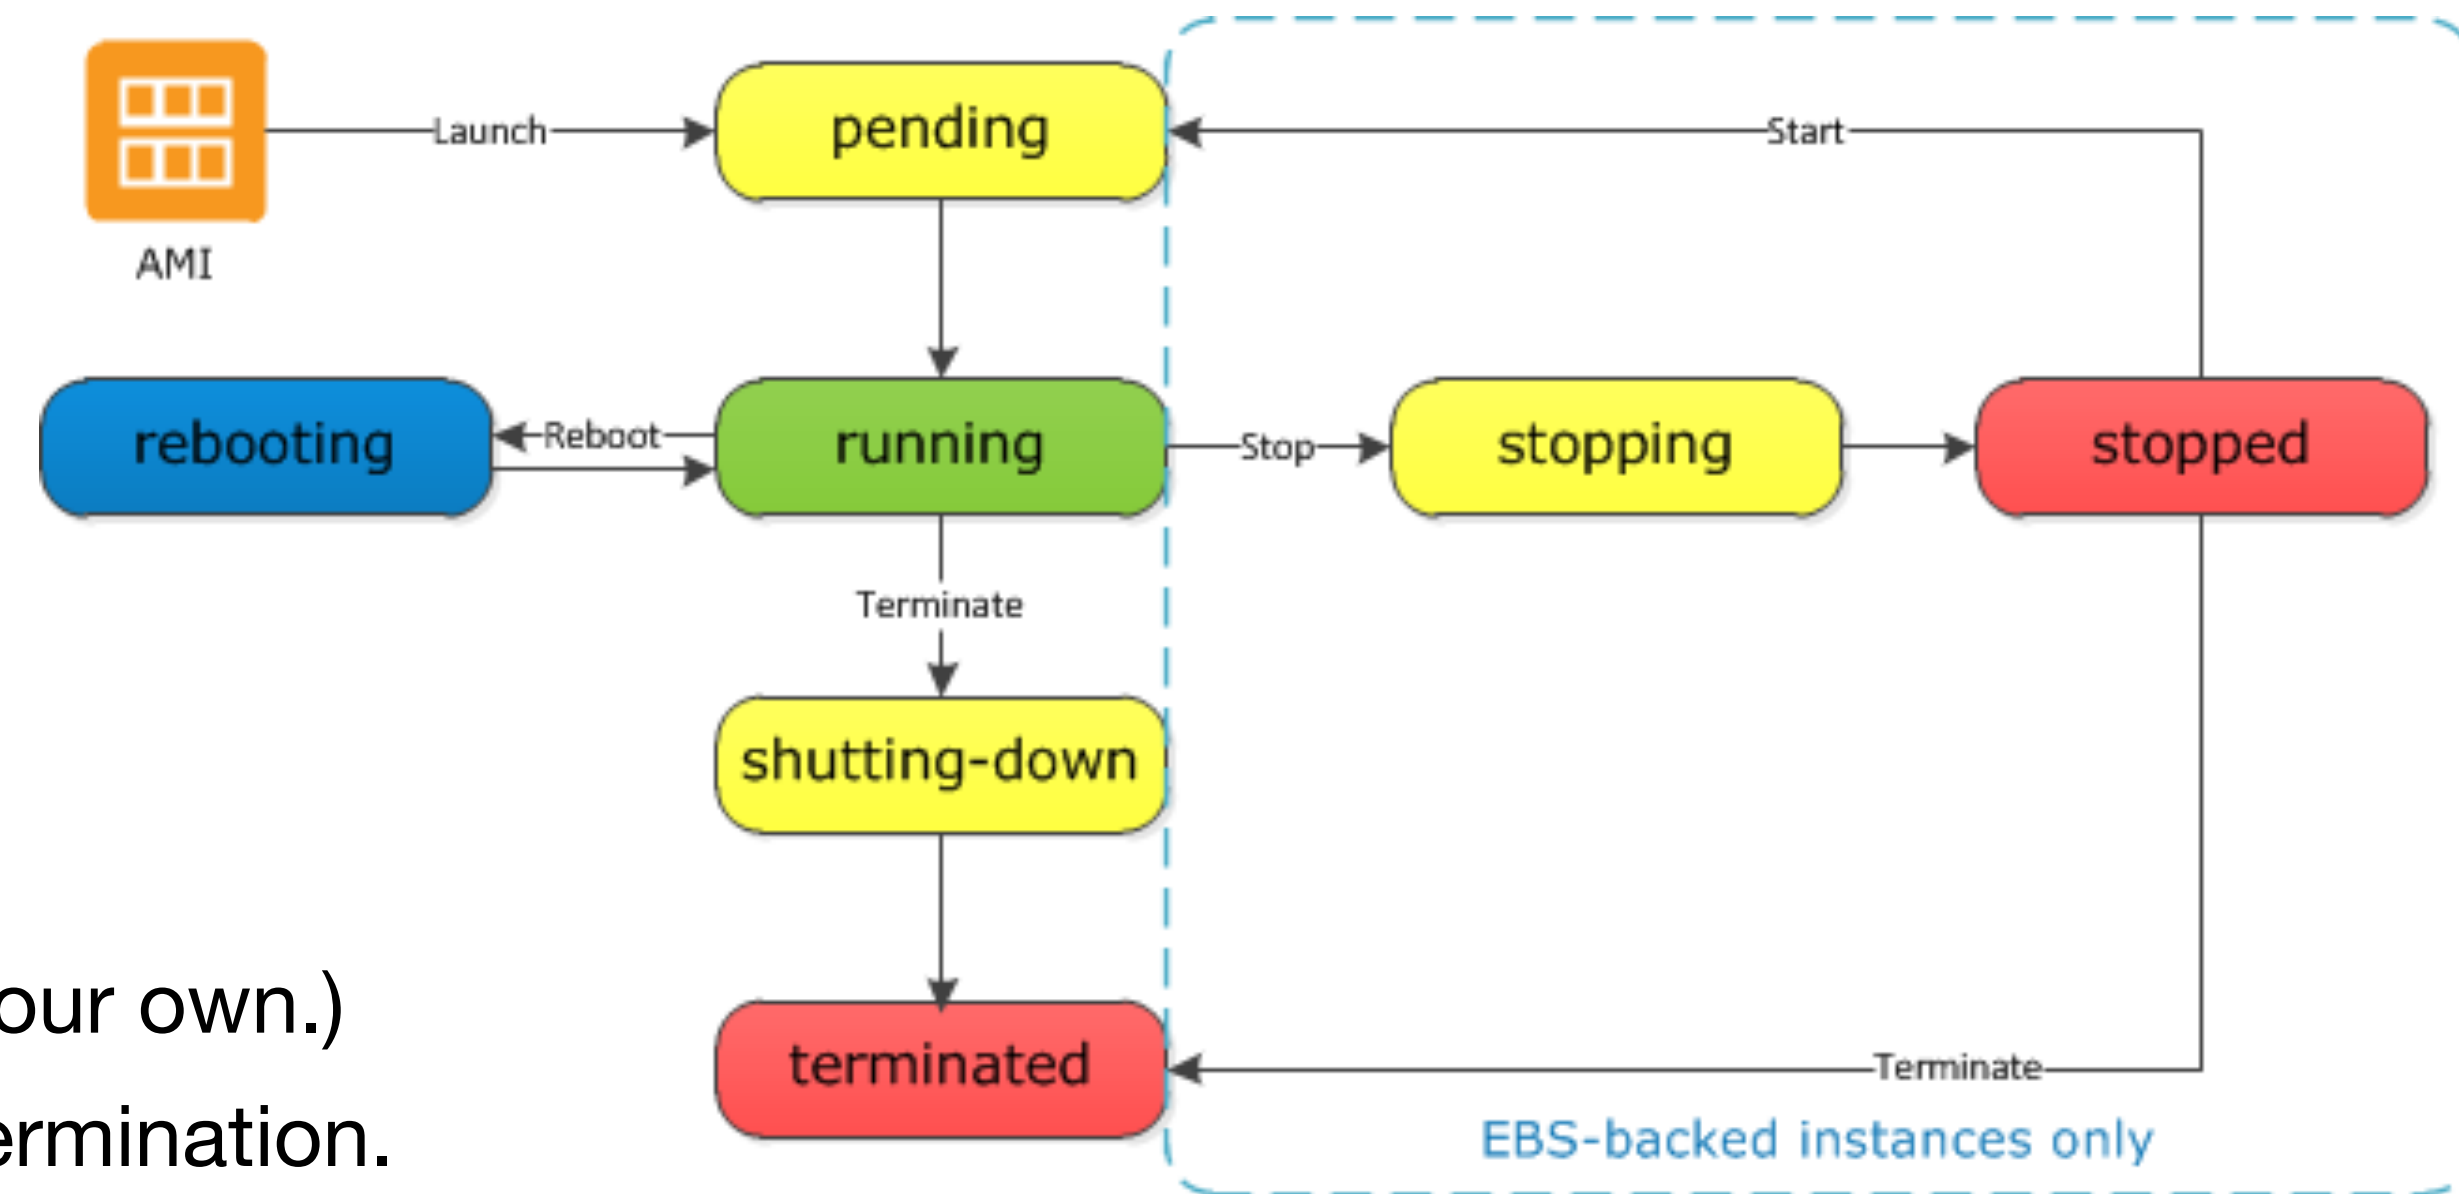 Launch
pending
Start
AMI
rebooting
Reboot
running
Stop
stopping
stopped
Terminate
shutting-down
our own.)
terminated
Terminate
ermination.
EBS-backed instances only